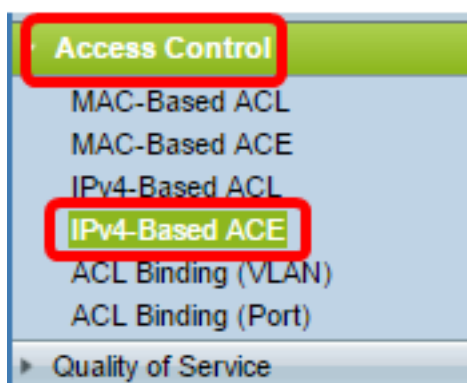 Access Control
MAC-Based ACL
MAC-Based ACE
IPv4-Based ACL
IPv4-Based ACE
ACL Binding (VLAN)
ACL Binding (Port)
Quality of Service